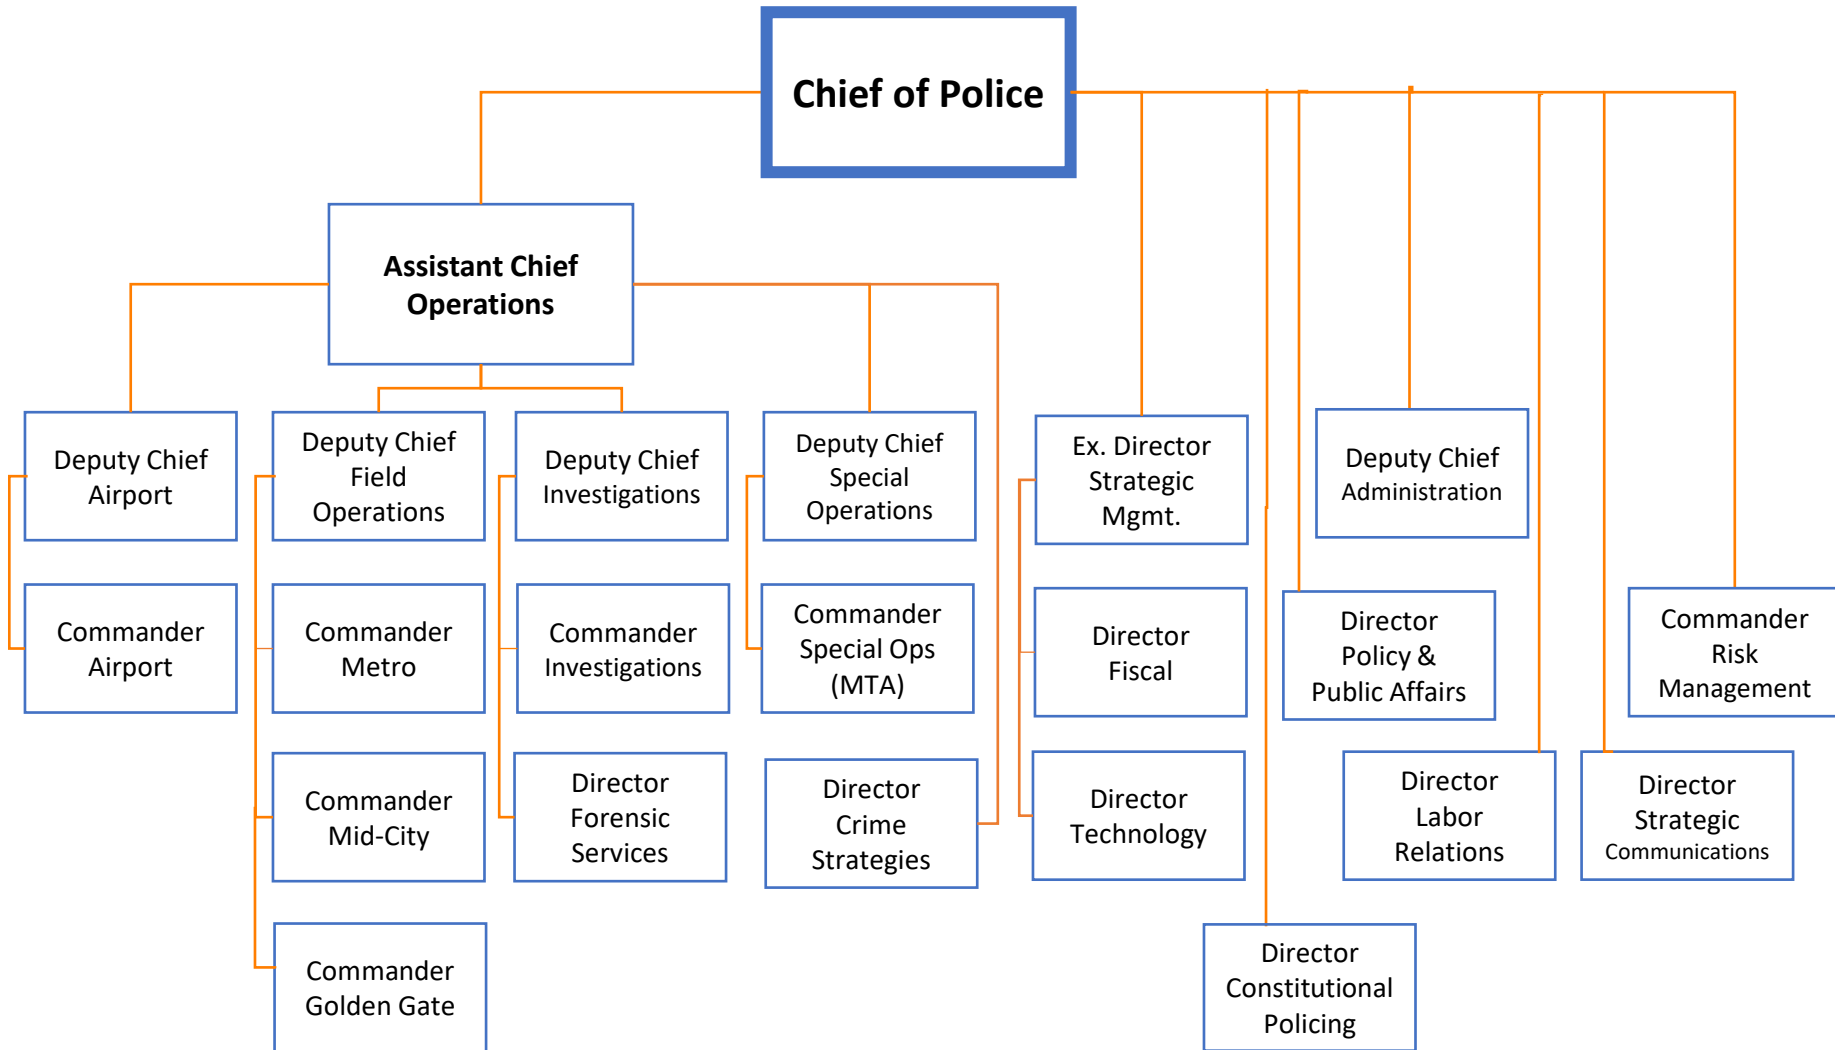 Chief of Police
Assistant Chief
Operations
Deputy Chief
Airport
Deputy Chief
Field
Operations
Deputy Chief
Investigations
Deputy Chief
Special
Operations
Ex. Director
Strategic
Mgmt.
Deputy Chief
Administration
Commander
Airport
Commander
Metro
Commander
Investigations
Commander
Special Ops
(MTA)
Director
Fiscal
Director
Policy &
Public Affairs
Commander
Risk
Management
Commander
Mid-City
Director
Forensic
Services
Director
Crime
Strategies
Director
Technology
Director
Labor
Relations
Director
Strategic
Communications
Commander
Golden Gate
Director
Constitutional
Policing